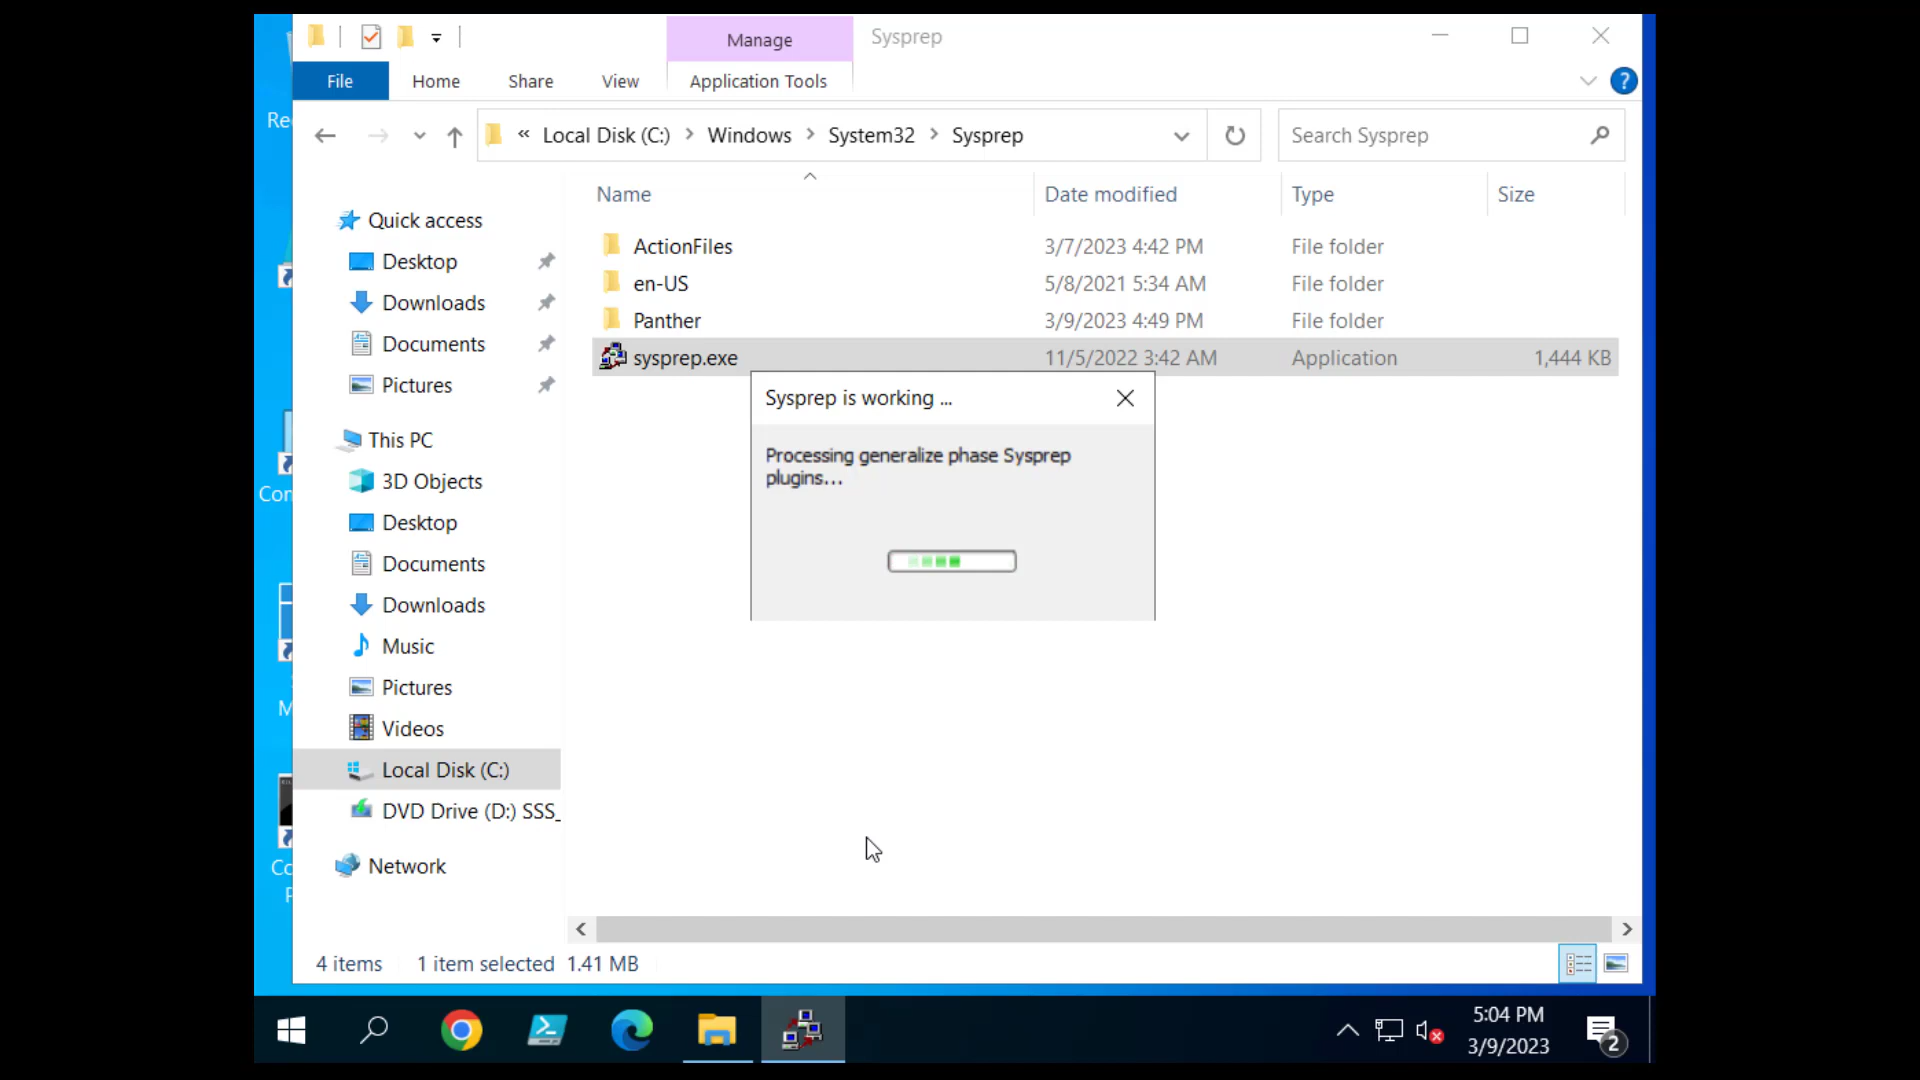 Manage
Sysprep
File
Home
Share
View
Application Tools
?
« Local Disk (C:) > Windows > System32 > Sysprep
Search Sysprep
Name
Date modified
Type
Size
Quick access
Desktop
Downloads
Documents
Pictures
This PC
3D Objects
Desktop
Documents
Downloads
Music
Pictures
Videos
Local Disk (C:)
DVD Drive (D:) SSS_
Network
ActionFiles 3/7/2023 4:42 PM File folder
en-US 5/8/2021 5:34 AM File folder
Panther 3/9/2023 4:49 PM File folder
sysprep.exe 11/5/2022 3:42 AM Application 1,444 KB
Sysprep is working ...
Processing generalize phase Sysprep
plugins...
4 items 1 item selected 1.41 MB
5:04 PM
3/9/2023
2